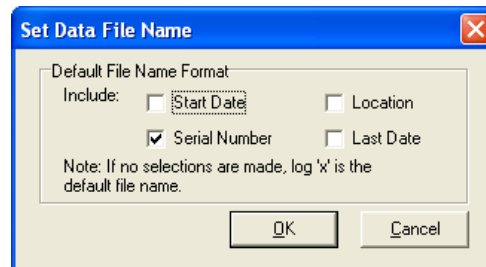 Set Data File Name
Default File Name Format
Include:
Start Date
Location
Serial Number
Last Date
Note: If no selections are made, log 'x' is the
default file name.
OK
Cancel